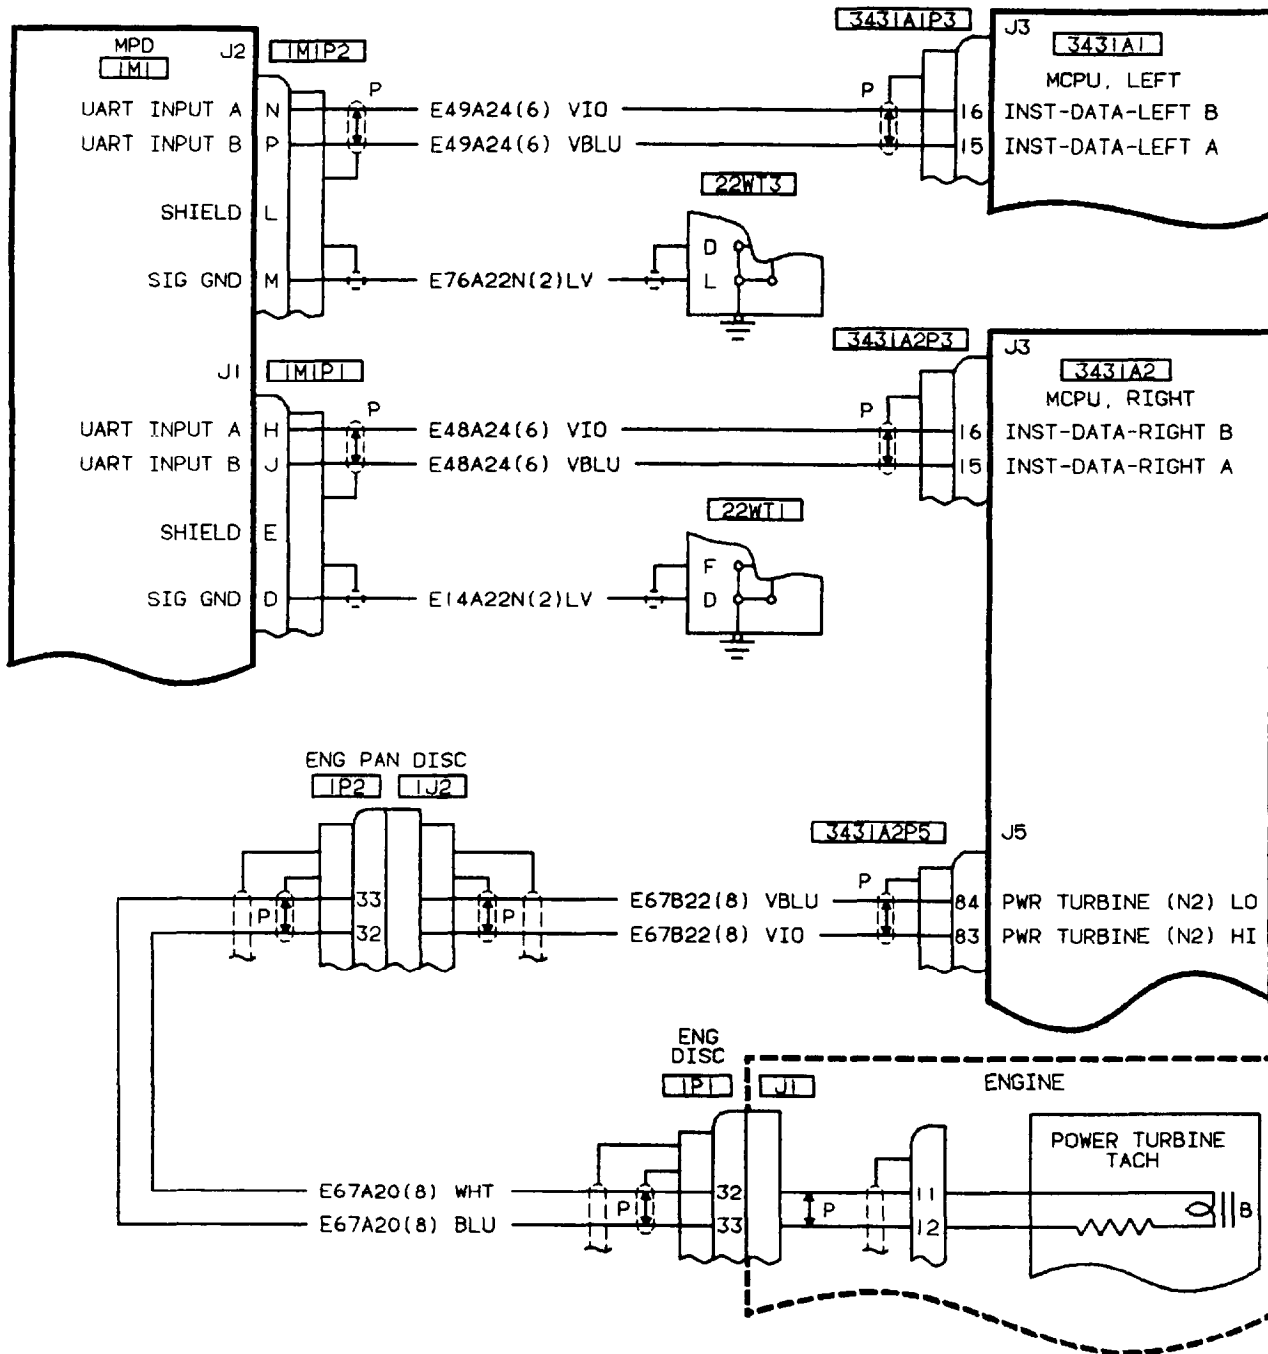 3431A1P3
J3
MPD
J2
1M1P2
3431A1
1M1
MCPU, LEFT
P
P
UART INPUT A N
E49A24(6) VIO
16 INST-DATA-LEFT B
UART INPUT B P
E49A24(6) VBLU
15 INST-DATA-LEFT A
22WT3
SHIELD L
D
SIG GND M
E76A22N(2)LV
L
3431A2P3
J3
J1
1M1P1
3431A2
MCPU, RIGHT
P
P
UART INPUT A H
E48A24(6) VIO
16 INST-DATA-RIGHT B
UART INPUT B J
E48A24(6) VBLU
15 INST-DATA-RIGHT A
22WT1
SHIELD E
F
SIG GND D
E14A22N(2)LV
D
ENG PAN DISC
1P2
1J2
3431A2P5
J5
P
33
E67B22(8) VBLU
84 PWR TURBINE (N2) LO
P
P
32
E67B22(8) VIO
83 PWR TURBINE (N2) HI
ENG
DISC
1P1
J1
ENGINE
POWER TURBINE
TACH
E67A20(8) WHT
32
11
P
P
B
E67A20(8) BLU
33
12